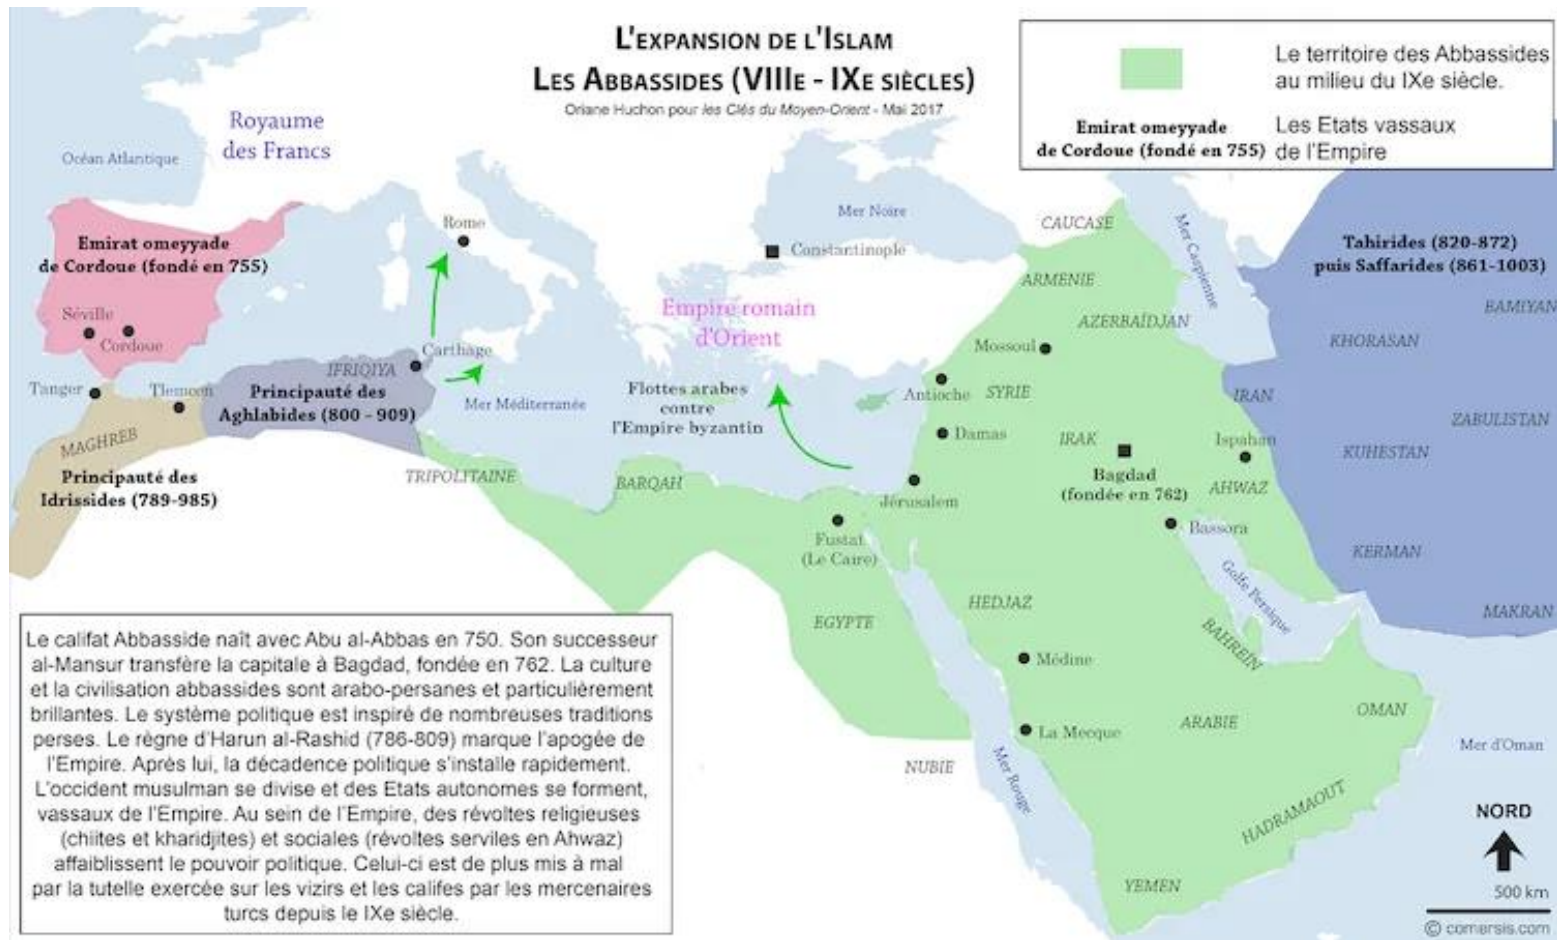 L'EXPANSION DE L'ISLAM
LES ABBASSIDES (VIIIE - IXE SIÈCLES)
Oriane Huchon pour les Clés du Moyen-Orient - Mai 2017
Le territoire des Abbassides
au milieu du IXe siècle.
Emirat omeyyade
de Cordoue (fondé en 755)
Les Etats vassaux
de l'Empire
Royaume
des Francs
Océan Atlantique
Emirat omeyyade
de Cordoue (fondé en 755)
Séville
Cordoue
Rome
Mer Noire
Constantinople
CAUCASE
Mer Caspienne
Tahirides (820-872)
puis Saffarides (861-1003)
BAMIYAN
ARMENIE
Empire romain
d'Orient
AZERBAÏDJAN
KHORASAN
Mossoul
Carthage
IFRIQIYA
Tanger
Tlemcen
Principauté des
Aghlabides (800 - 909)
Mer Méditerranée
Flottes arabes
contre
l'Empire byzantin
Antioche
SYRIE
IRAN
ZABULISTAN
MAGHREB
Damas
IRAK
Ispahan
KUHESTAN
Principauté des
Idrissides (789-985)
TRIPOLITAINE
BARQAH
Jérusalem
Bagdad
(fondée en 762)
AHWAZ
Fustat
(Le Caire)
Bassora
KERMAN
Golfe Persique
HEDJAZ
EGYPTE
BAHREÏN
MAKRAN
Médine
La Mecque
ARABIE
OMAN
Mer d'Oman
NUBIE
Mer Rouge
HADRAMAOUT
YEMEN
Le califat Abbasside naît avec Abu al-Abbas en 750. Son successeur
al-Mansur transfère la capitale à Bagdad, fondée en 762. La culture
et la civilisation abbassides sont arabo-persanes et particulièrement
brillantes. Le système politique est inspiré de nombreuses traditions
perses. Le règne d'Harun al-Rashid (786-809) marque l'apogée de
l'Empire. Après lui, la décadence politique s'installe rapidement.
L'occident musulman se divise et des Etats autonomes se forment,
vassaux de l'Empire. Au sein de l'Empire, des révoltes religieuses
(chiites et kharidjites) et sociales (révoltes serviles en Ahwaz)
affaiblissent le pouvoir politique. Celui-ci est de plus mis à mal
par la tutelle exercée sur les vizirs et les califes par les mercenaires
turcs depuis le IXe siècle.
NORD
500 km
© comersis.com